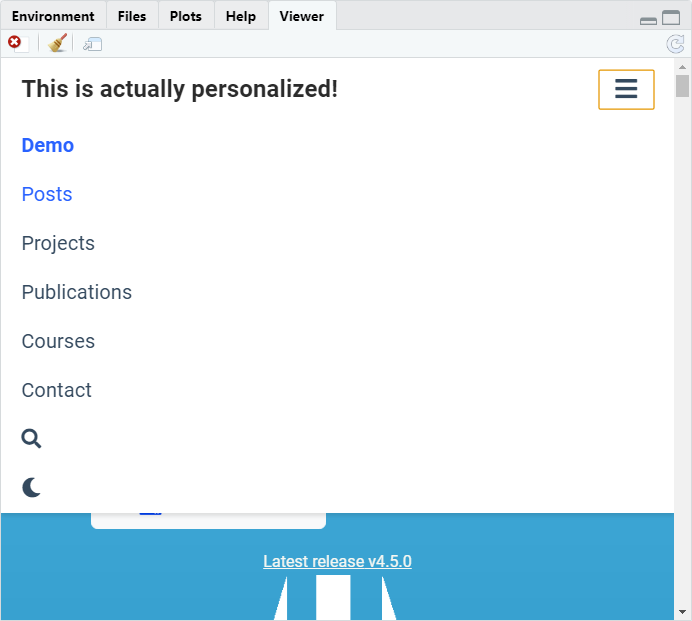 Environment Files Plots Help Viewer
This is actually personalized!
Demo
Posts
Projects
Publications
Courses
Contact
Latest release v4.5.0